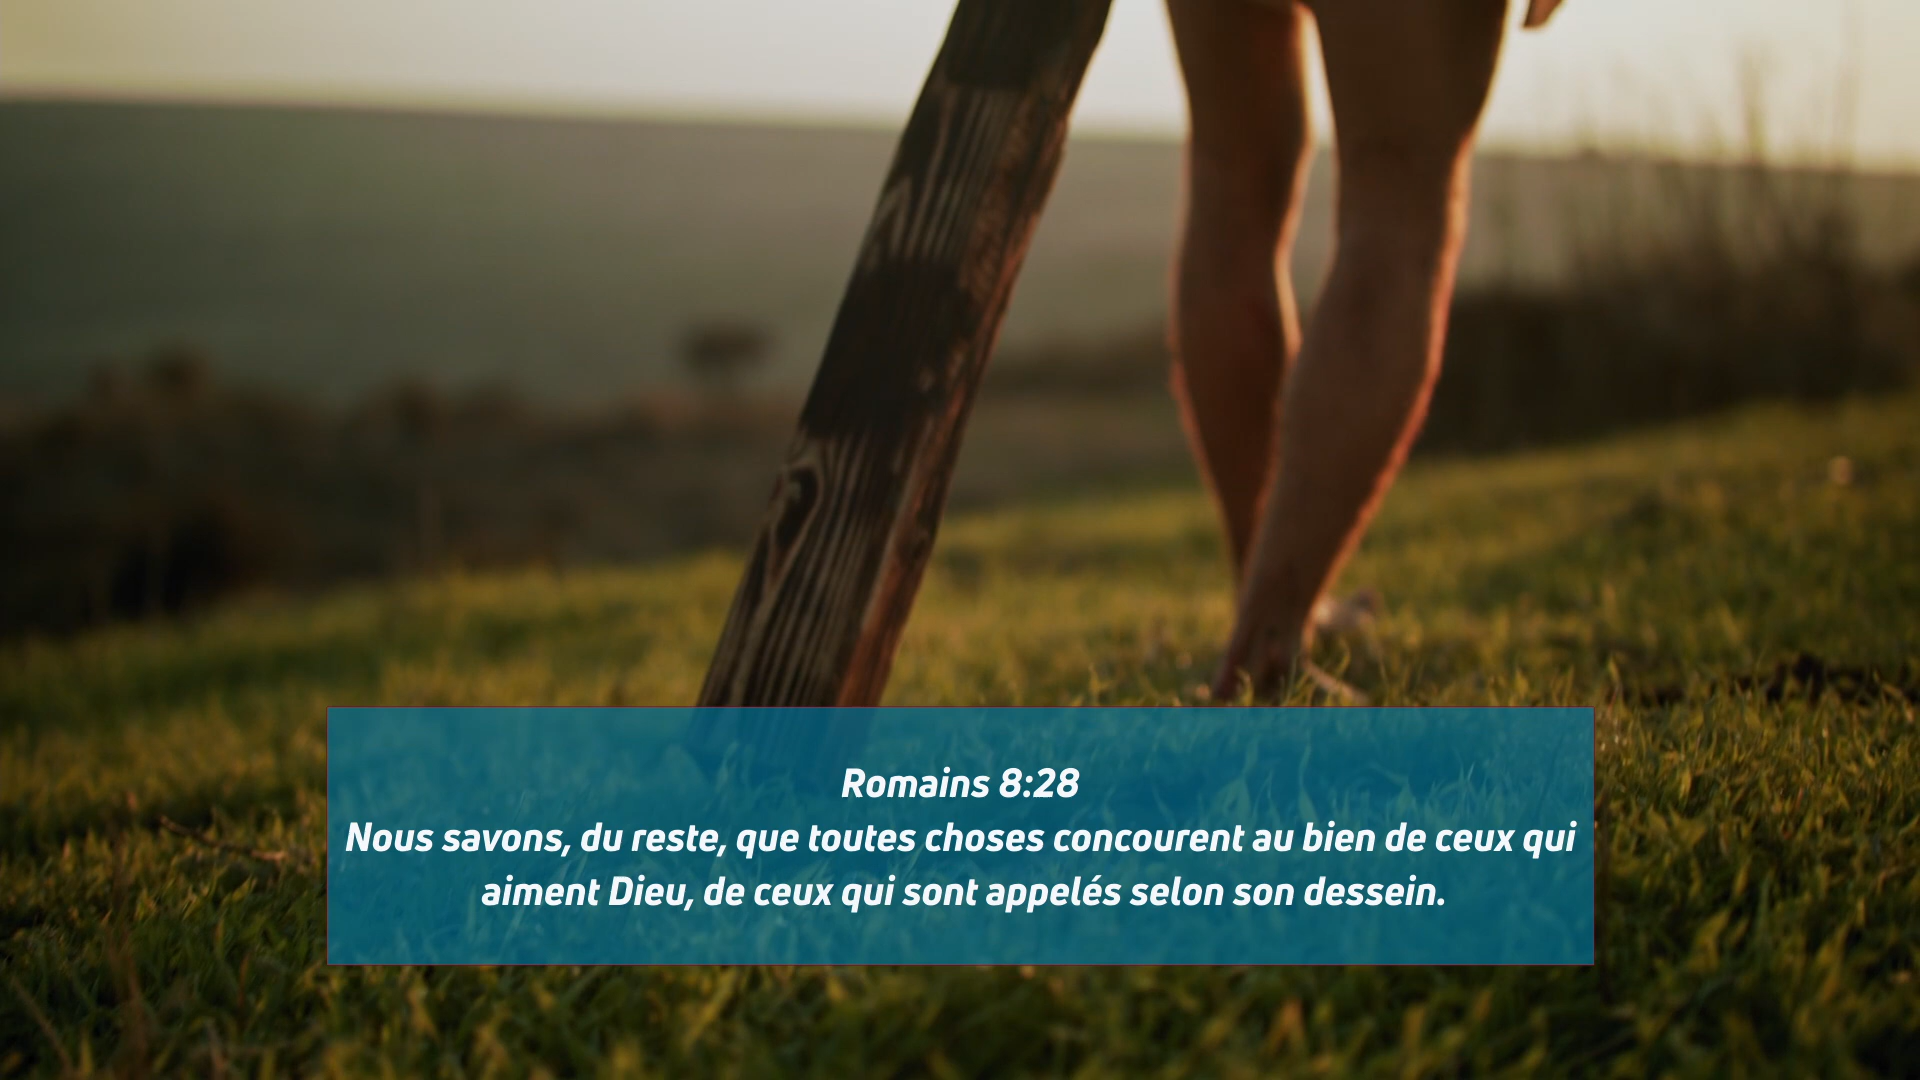 Romains 8:28
Nous savons, du reste, que toutes choses concourent au bien de ceux qui
aiment Dieu, de ceux qui sont appelés selon son dessein.